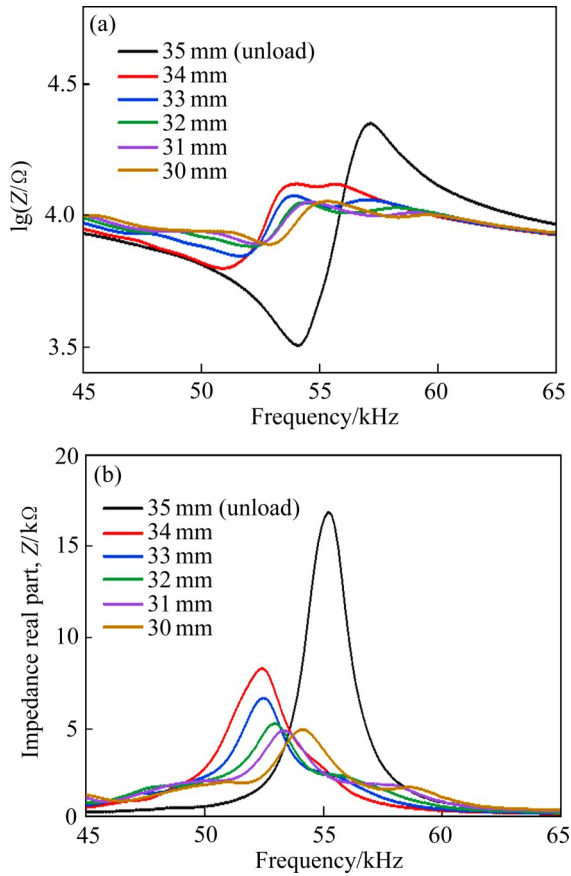 (a)
35 mm (unload)
34 mm
33 mm
32 mm
31 mm
30 mm
4.5
4.0
3.5
lg(Z/Ω)
45 50 55 60 65
Frequency/kHz
(b)
35 mm (unload)
34 mm
33 mm
32 mm
31 mm
30 mm
20
15
10
5
0
Impedance real part, Z/kΩ
45 50 55 60 65
Frequency/kHz